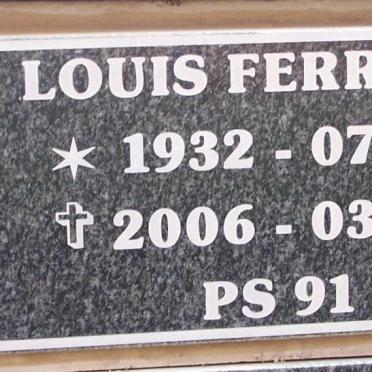 LOUIS FERR
* 1932 - 07
✝ 2006 - 03
PS 91